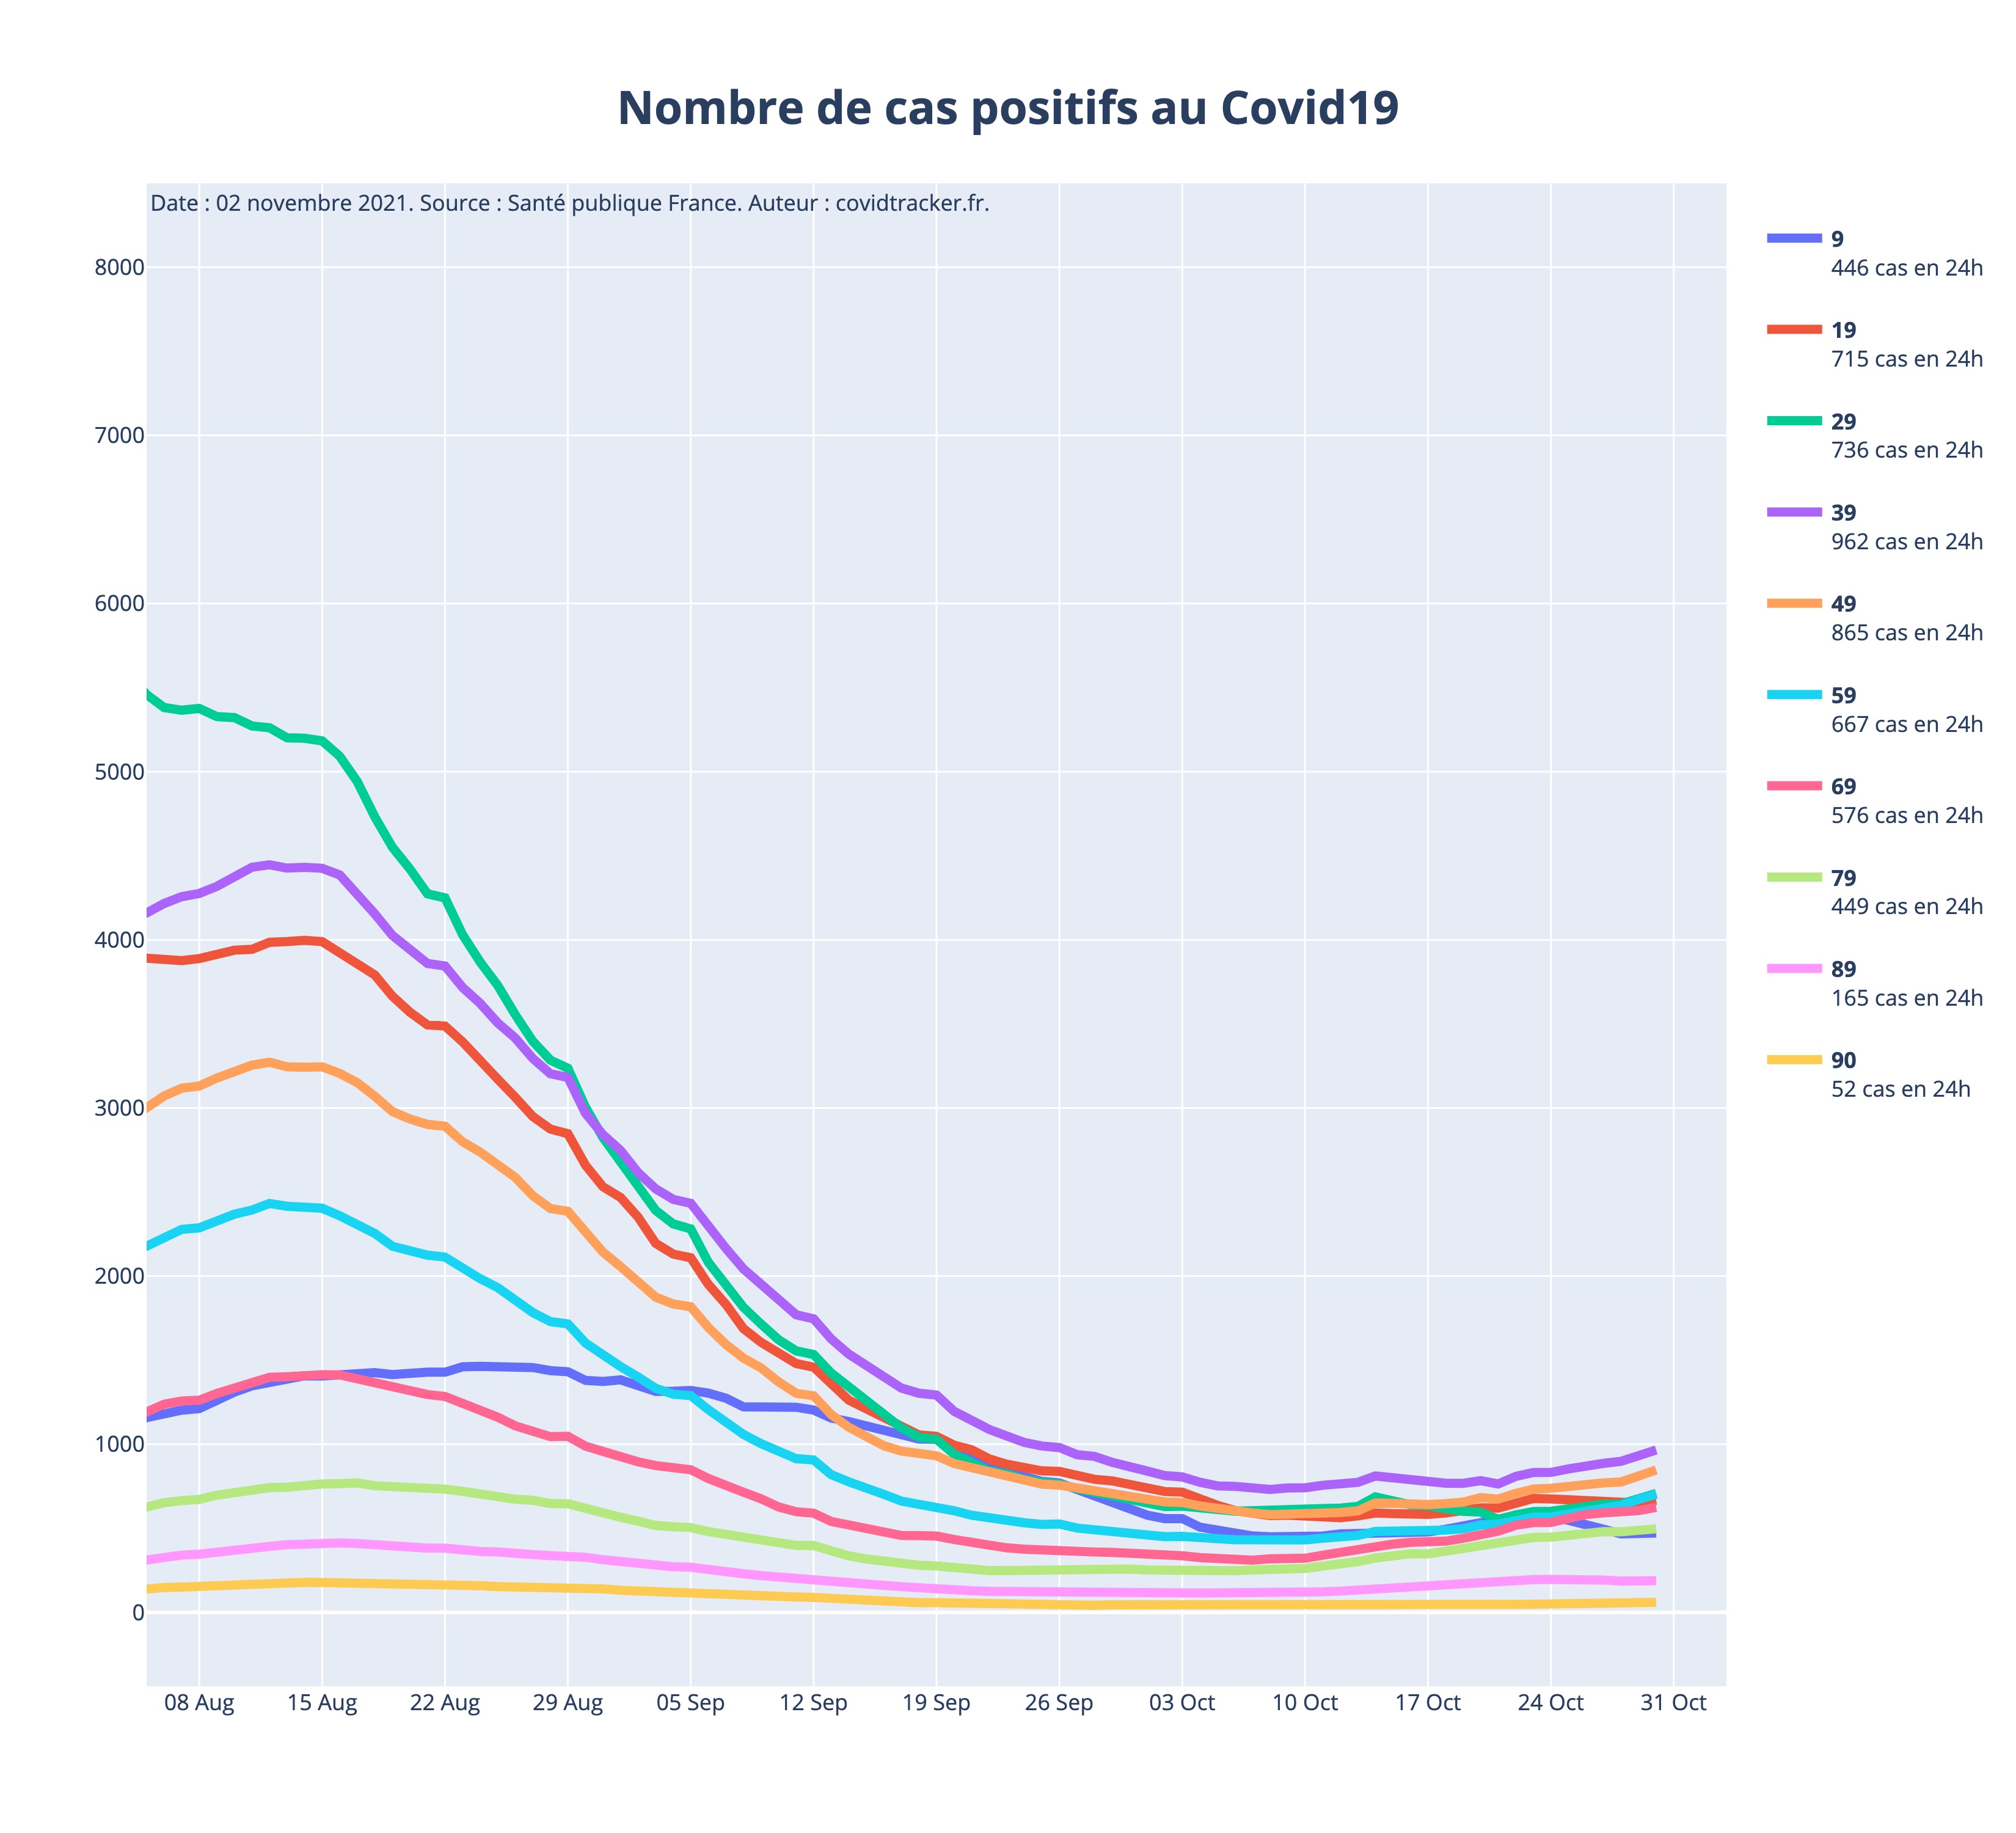 Nombre de cas positifs au Covid19
Date : 02 novembre 2021. Source : Santé publique France. Auteur : covidtracker.fr.
8000
7000
6000
5000
4000
3000
2000
1000
0
08 Aug
15 Aug
22 Aug
29 Aug
05 Sep
12 Sep
19 Sep
26 Sep
03 Oct
10 Oct
17 Oct
24 Oct
31 Oct
9
446 cas en 24h
19
715 cas en 24h
29
736 cas en 24h
39
962 cas en 24h
49
865 cas en 24h
59
667 cas en 24h
69
576 cas en 24h
79
449 cas en 24h
89
165 cas en 24h
90
52 cas en 24h